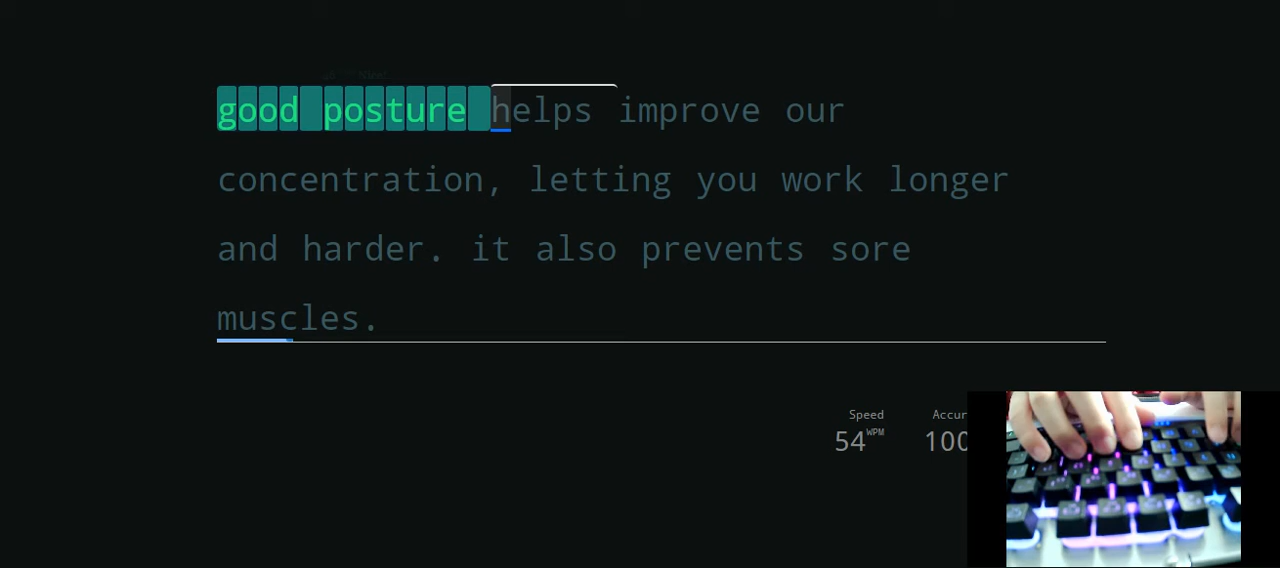 good posture helps improve our
concentration, letting you work longer
and harder. it also prevents sore
muscles.
Speed
54 WPM
Accur
100